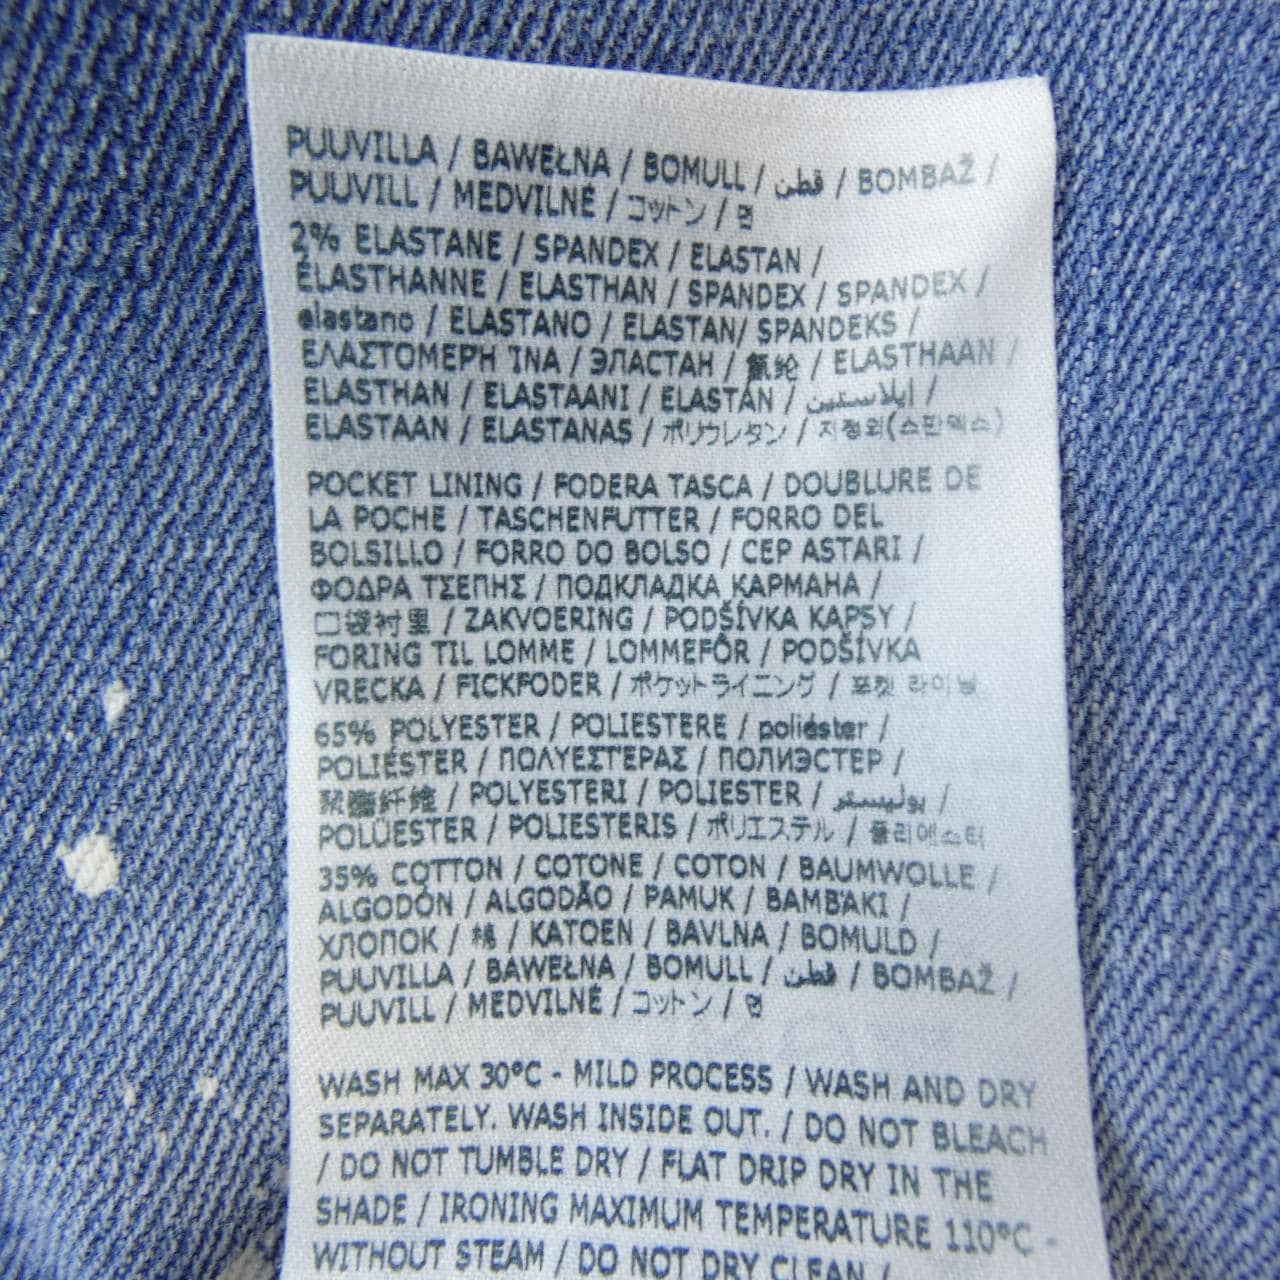 PUUVILLA / BAWEŁNA / BOMULL / قطن / BOMBAŽ /
PUUVILL / MEDVILNĖ / コットン / 면
2% ELASTANE / SPANDEX / ELASTAN /
ÉLASTHANNE / ELASTHAN / SPANDEX / SPANDEX /
elastano / ELASTANO / ELASTAN/ SPANDEKS /
ΕΛΑΣΤΟΜΕΡΗ ΊΝΑ / ЭЛАСТАН / 氨纶 / ELASTHAAN /
ELASTHAN / ELASTAANI / ELASTAN / إيلاستين /
ELASTAAN / ELASTANAS / ポリウレタン / 지정외(스판덱스)
POCKET LINING / FODERA TASCA / DOUBLURE DE
LA POCHE / TASCHENFUTTER / FORRO DEL
BOLSILLO / FORRO DO BOLSO / CEP ASTARI /
ΦΟΔΡΑ ΤΣΕΠΗΣ / ПОДКЛАДКА КАРМАНА /
口袋衬里 / ZAKVOERING / PODŠÍVKA KAPSY /
FORING TIL LOMME / LOMMEFÔR / PODŠÍVKA
VRECKA / FICKFODER / ポケットライニング / 포켓 라이닝
65% POLYESTER / POLIESTERE / poliéster /
POLIÉSTER / ΠΟΛΥΕΣΤΈΡΑΣ / ПОЛИЭСТЕР /
聚酯纤维 / POLYESTERI / POLIESTER / بوليستر /
POLÜESTER / POLIESTERIS / ポリエステル / 폴리에스터
35% COTTON / COTONE / COTON / BAUMWOLLE /
ALGODÓN / ALGODÃO / PAMUK / ΒΑΜΒΆΚΙ /
ХЛОПОК / 棉 / KATOEN / BAVLNA / BOMULD /
PUUVILLA / BAWEŁNA / BOMULL / قطن / BOMBAŽ /
PUUVILL / MEDVILNĖ / コットン / 면
WASH MAX 30°C - MILD PROCESS / WASH AND DRY
SEPARATELY. WASH INSIDE OUT. / DO NOT BLEACH
/ DO NOT TUMBLE DRY / FLAT DRIP DRY IN THE
SHADE / IRONING MAXIMUM TEMPERATURE 110°C -
WITHOUT STEAM / DO NOT DRY CLEAN /